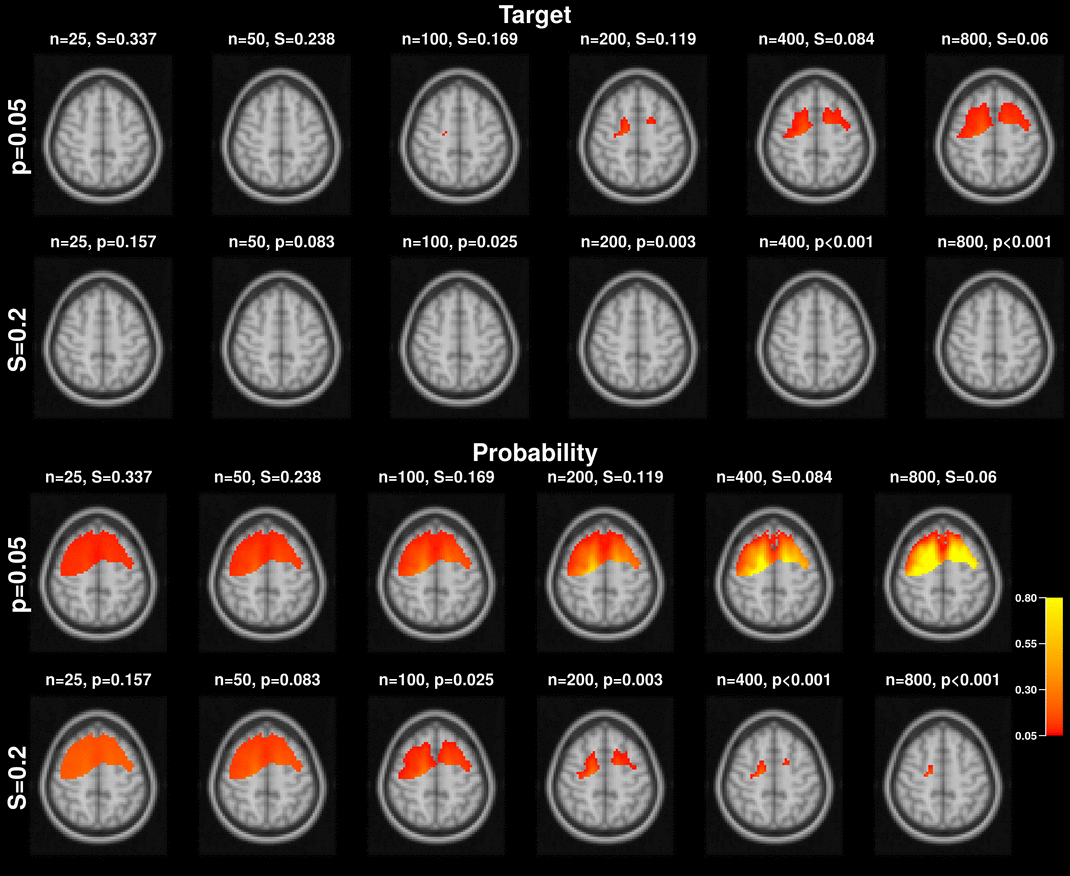 Target
n=25, S=0.337 n=50, S=0.238 n=100, S=0.169 n=200, S=0.119 n=400, S=0.084 n=800, S=0.06
p=0.05
n=25, p=0.157 n=50, p=0.083 n=100, p=0.025 n=200, p=0.003 n=400, p<0.001 n=800, p<0.001
S=0.2
Probability
n=25, S=0.337 n=50, S=0.238 n=100, S=0.169 n=200, S=0.119 n=400, S=0.084 n=800, S=0.06
p=0.05
0.80
0.55
0.30
0.05
n=25, p=0.157 n=50, p=0.083 n=100, p=0.025 n=200, p=0.003 n=400, p<0.001 n=800, p<0.001
S=0.2